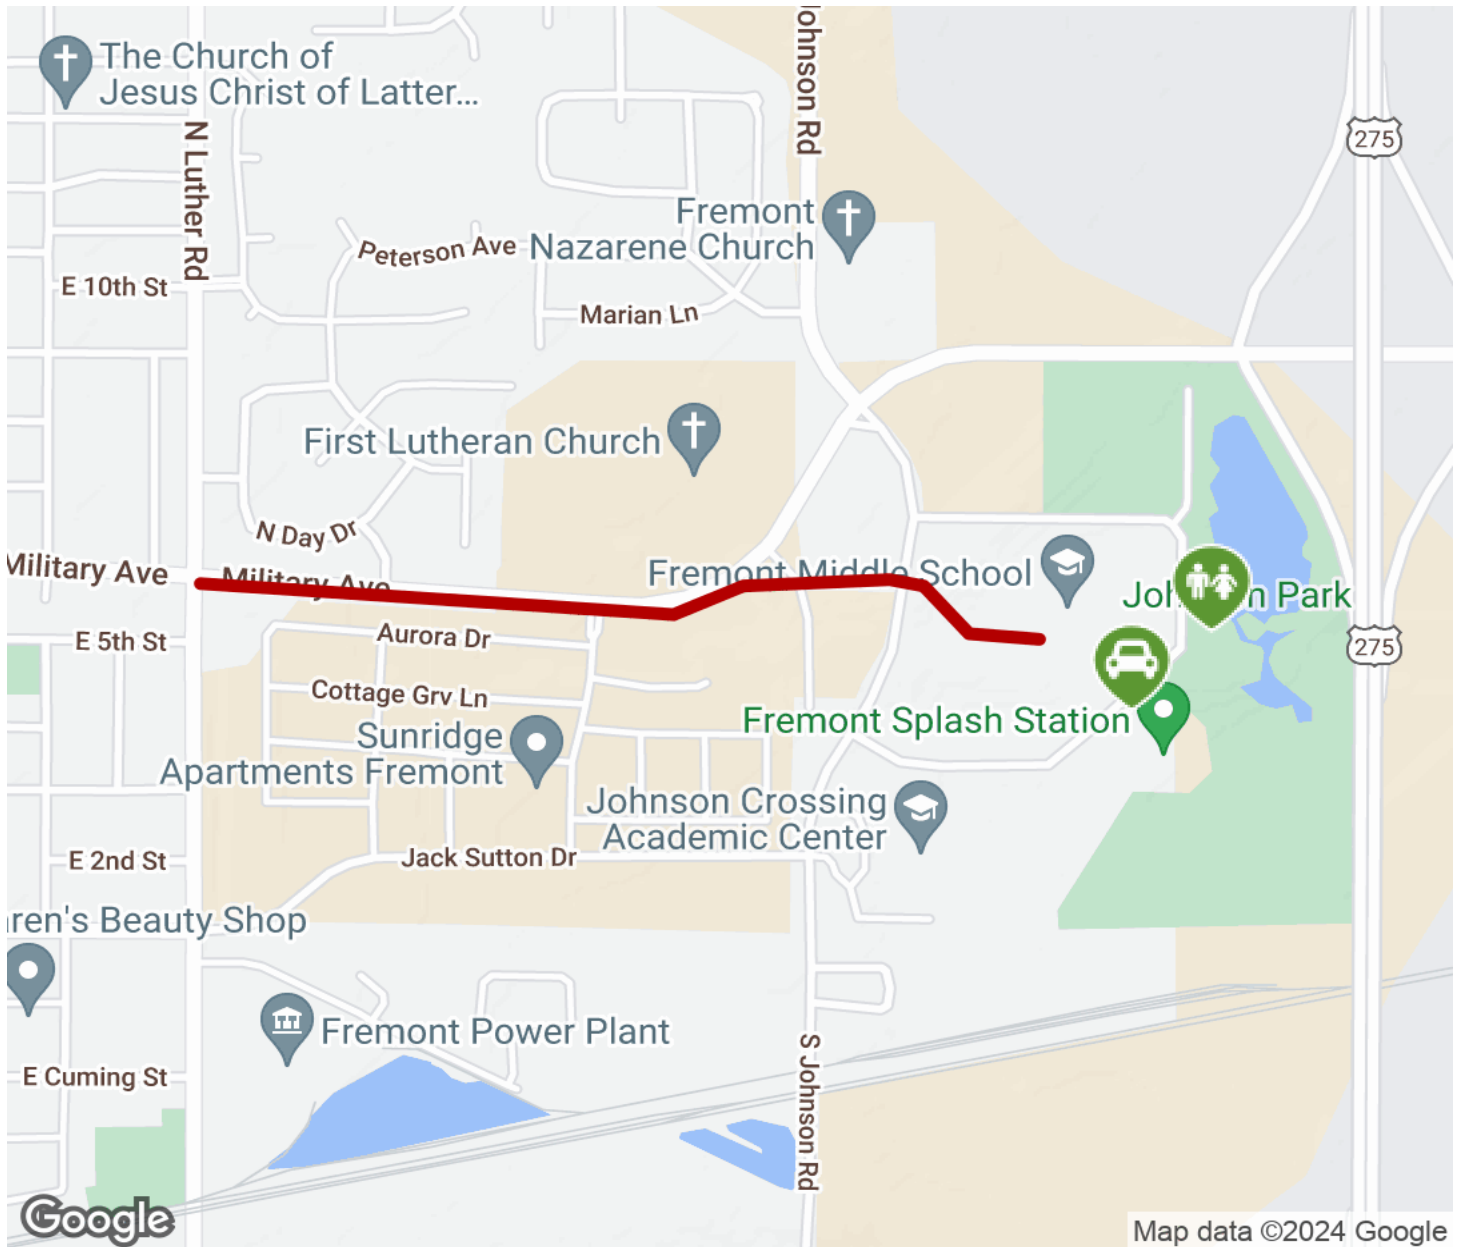 The Church of
Jesus Christ of Latter...
Johnson Rd
275
N Luther Rd
Fremont
Nazarene Church
Peterson Ave
E 10th St
Marian Ln
First Lutheran Church
N Day Dr
Military Ave
Military Ave
Fremont Middle School
Park
E 5th St
Aurora Dr
275
Cottage Grv Ln
Fremont Splash Station
Sunridge
Apartments Fremont
Johnson Crossing
Academic Center
E 2nd St
Jack Sutton Dr
aren's Beauty Shop
Fremont Power Plant
S Johnson Rd
E Cuming St
Google
Map data ©2024 Google